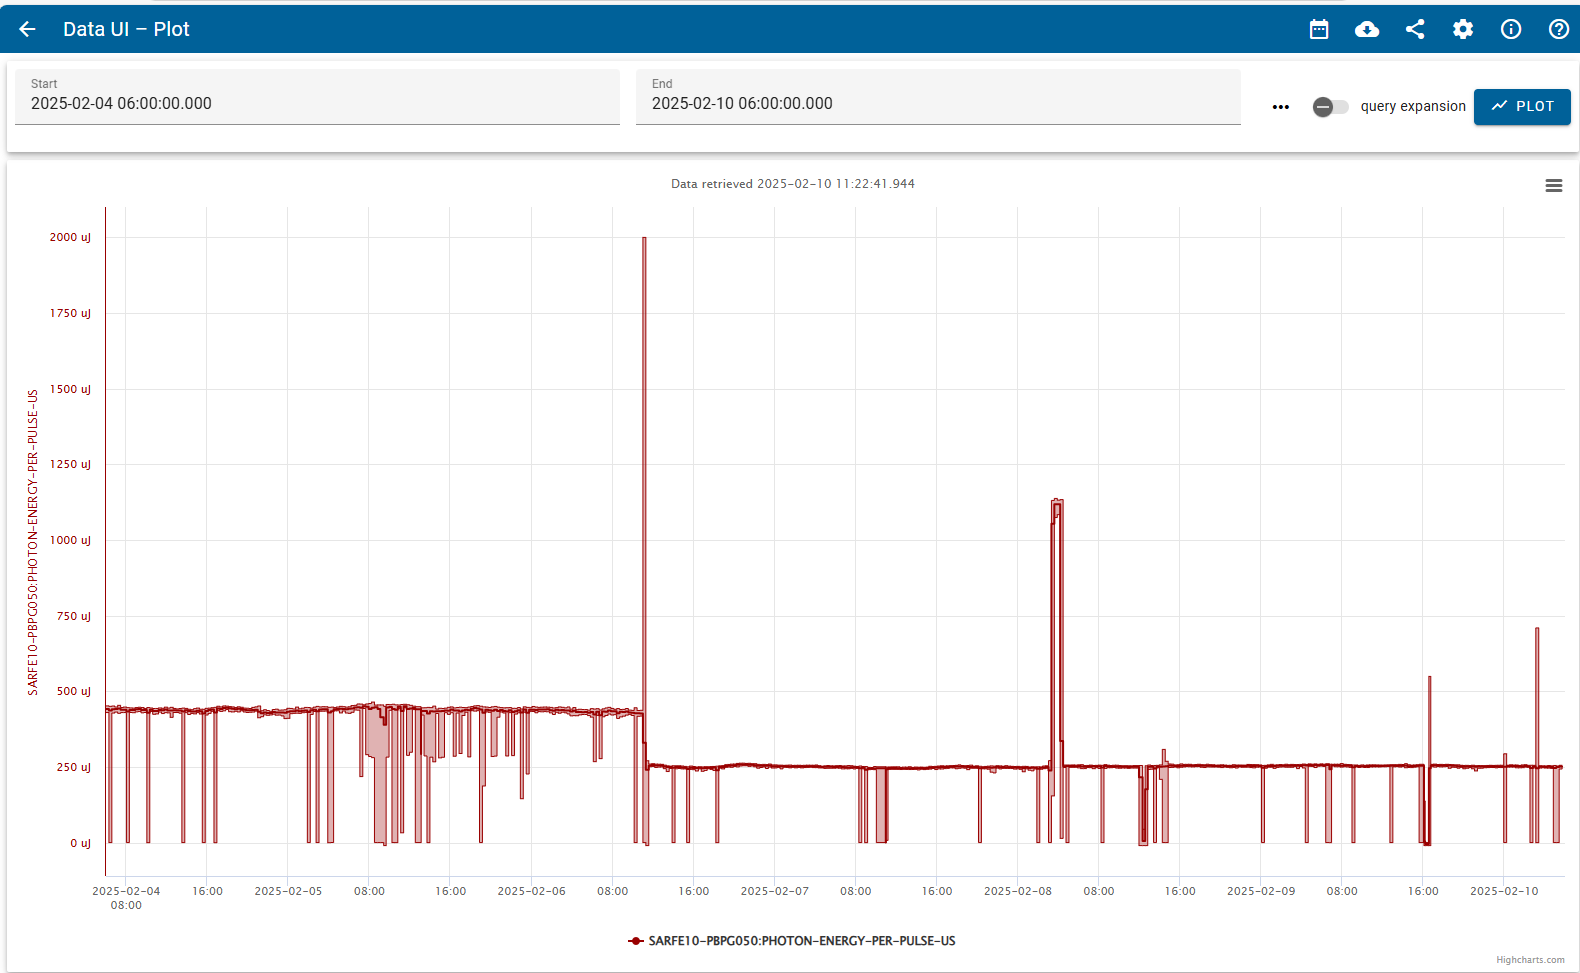 Data UI – Plot
Start
2025-02-04 06:00:00.000
End
2025-02-10 06:00:00.000
query expansion
PLOT
Data retrieved 2025-02-10 11:22:41.944
SARFE10-PBPG050:PHOTON-ENERGY-PER-PULSE-US
2000 uJ
1750 uJ
1500 uJ
1250 uJ
1000 uJ
750 uJ
500 uJ
250 uJ
0 uJ
2025-02-04 16:00 2025-02-05 08:00 16:00 2025-02-06 08:00 16:00 2025-02-07 08:00 16:00 2025-02-08 08:00 16:00 2025-02-09 08:00 16:00 2025-02-10
08:00
SARFE10-PBPG050:PHOTON-ENERGY-PER-PULSE-US
Highcharts.com